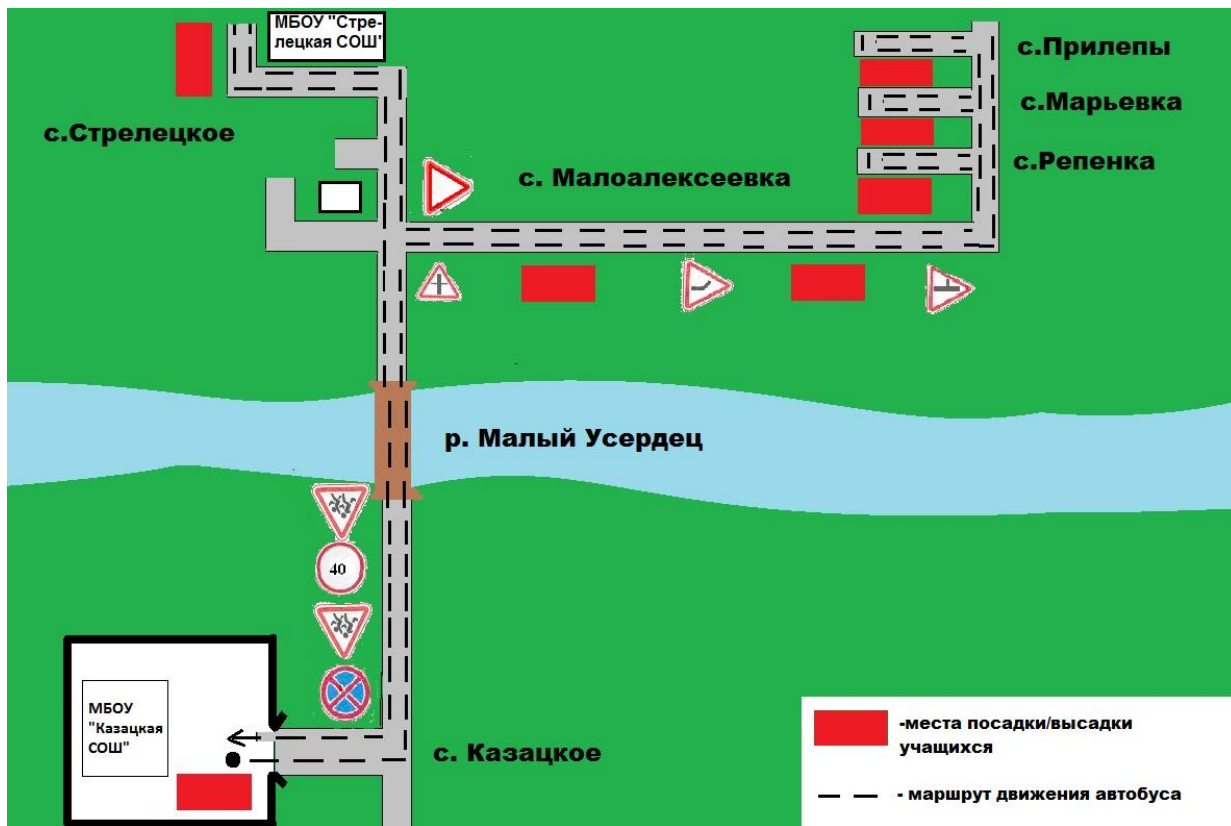 МБОУ "Стре-
лецкая СОШ"
с.Прилепы
с.Марьевка
с.Стрелецкое
с.Репенка
с. Малоалексеевка
р. Малый Усердец
40
МБОУ
"Казацкая
СОШ"
с. Казацкое
-места посадки/высадки
учащихся
- маршрут движения автобуса